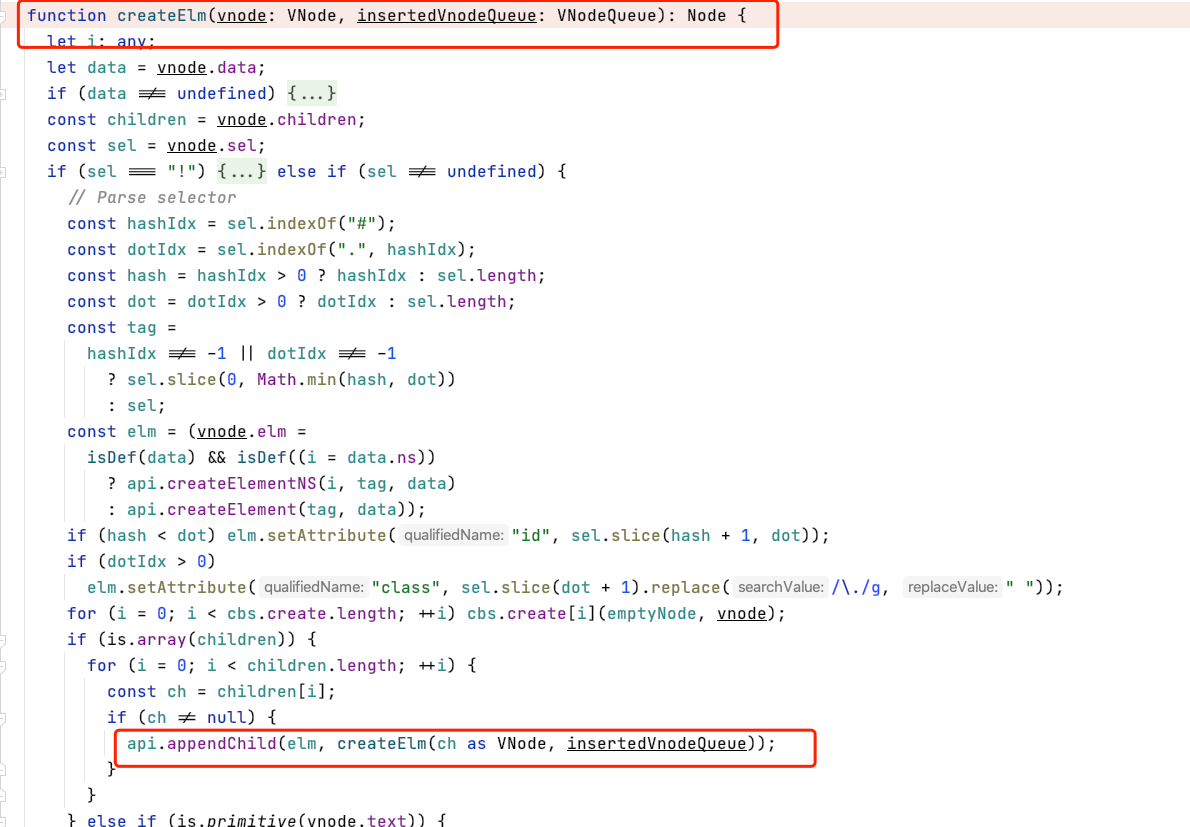 function createElm(vnode: VNode, insertedVnodeQueue: VNodeQueue): Node {
let i: any;
let data = vnode.data;
if (data !== undefined) {...}
const children = vnode.children;
const sel = vnode.sel;
if (sel === "!") {...} else if (sel !== undefined) {
// Parse selector
const hashIdx = sel.indexOf("#");
const dotIdx = sel.indexOf(".", hashIdx);
const hash = hashIdx > 0 ? hashIdx : sel.length;
const dot = dotIdx > 0 ? dotIdx : sel.length;
const tag =
hashIdx !== -1 || dotIdx !== -1
? sel.slice(0, Math.min(hash, dot))
: sel;
const elm = (vnode.elm =
isDef(data) && isDef((i = data.ns))
? api.createElementNS(i, tag, data)
: api.createElement(tag, data));
if (hash < dot) elm.setAttribute( qualifiedName: "id", sel.slice(hash + 1, dot));
if (dotIdx > 0)
elm.setAttribute( qualifiedName: "class", sel.slice(dot + 1).replace( searchValue: /\./g, replaceValue: " "));
for (i = 0; i < cbs.create.length; ++i) cbs.create[i](emptyNode, vnode);
if (is.array(children)) {
for (i = 0; i < children.length; ++i) {
const ch = children[i];
if (ch != null) {
api.appendChild(elm, createElm(ch as VNode, insertedVnodeQueue));
}
}
} else if (is.primitive(vnode.text)) {